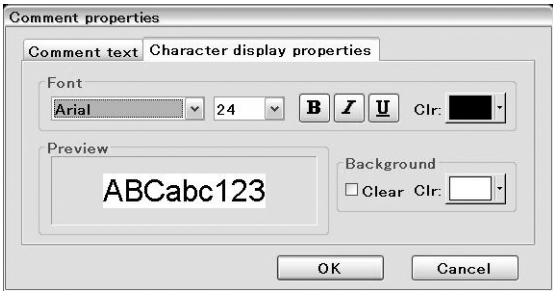 Comment properties
Comment text Character display properties
Font
Arial 24 B I U Clr:
Preview
ABCabc123
Background
Clear Clr:
OK Cancel